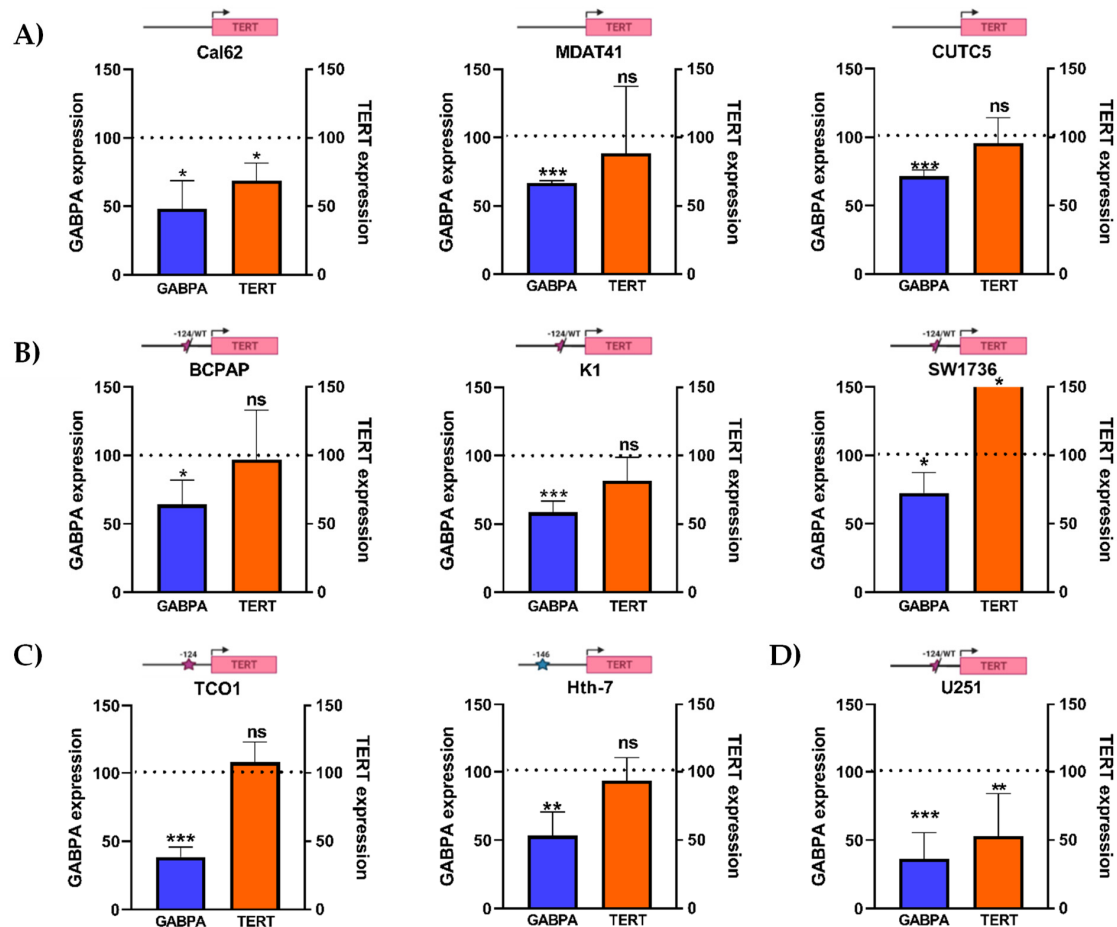 A)
TERT TERT TERT
Cal62 MDAT41 CUTC5
150 150 150 150 150 150
ns
ns
100 100 100 100 100 100
* * *** ***
50 50 50 50 50 50
0 0 0 0 0 0
GABPA expression TERT expression GABPA expression TERT expression GABPA expression TERT expression
GABPA TERT GABPA TERT GABPA TERT
B)
-124/WT -124/WT -124/WT
TERT TERT TERT
BCPAP K1 SW1736
150 150 150 150 150 150
ns ns *
100 100 100 100 100 100
* *** *
50 50 50 50 50 50
0 0 0 0 0 0
GABPA expression TERT expression GABPA expression TERT expression GABPA expression TERT expression
GABPA TERT GABPA TERT GABPA TERT
C) D)
-124 -146 -124/WT
TERT TERT TERT
TCO1 Hth-7 U251
150 150 150 150 150 150
ns ns
100 100 100 100 100 100
*** ** *** **
50 50 50 50 50 50
0 0 0 0 0 0
GABPA expression TERT expression GABPA expression TERT expression GABPA expression TERT expression
GABPA TERT GABPA TERT GABPA TERT